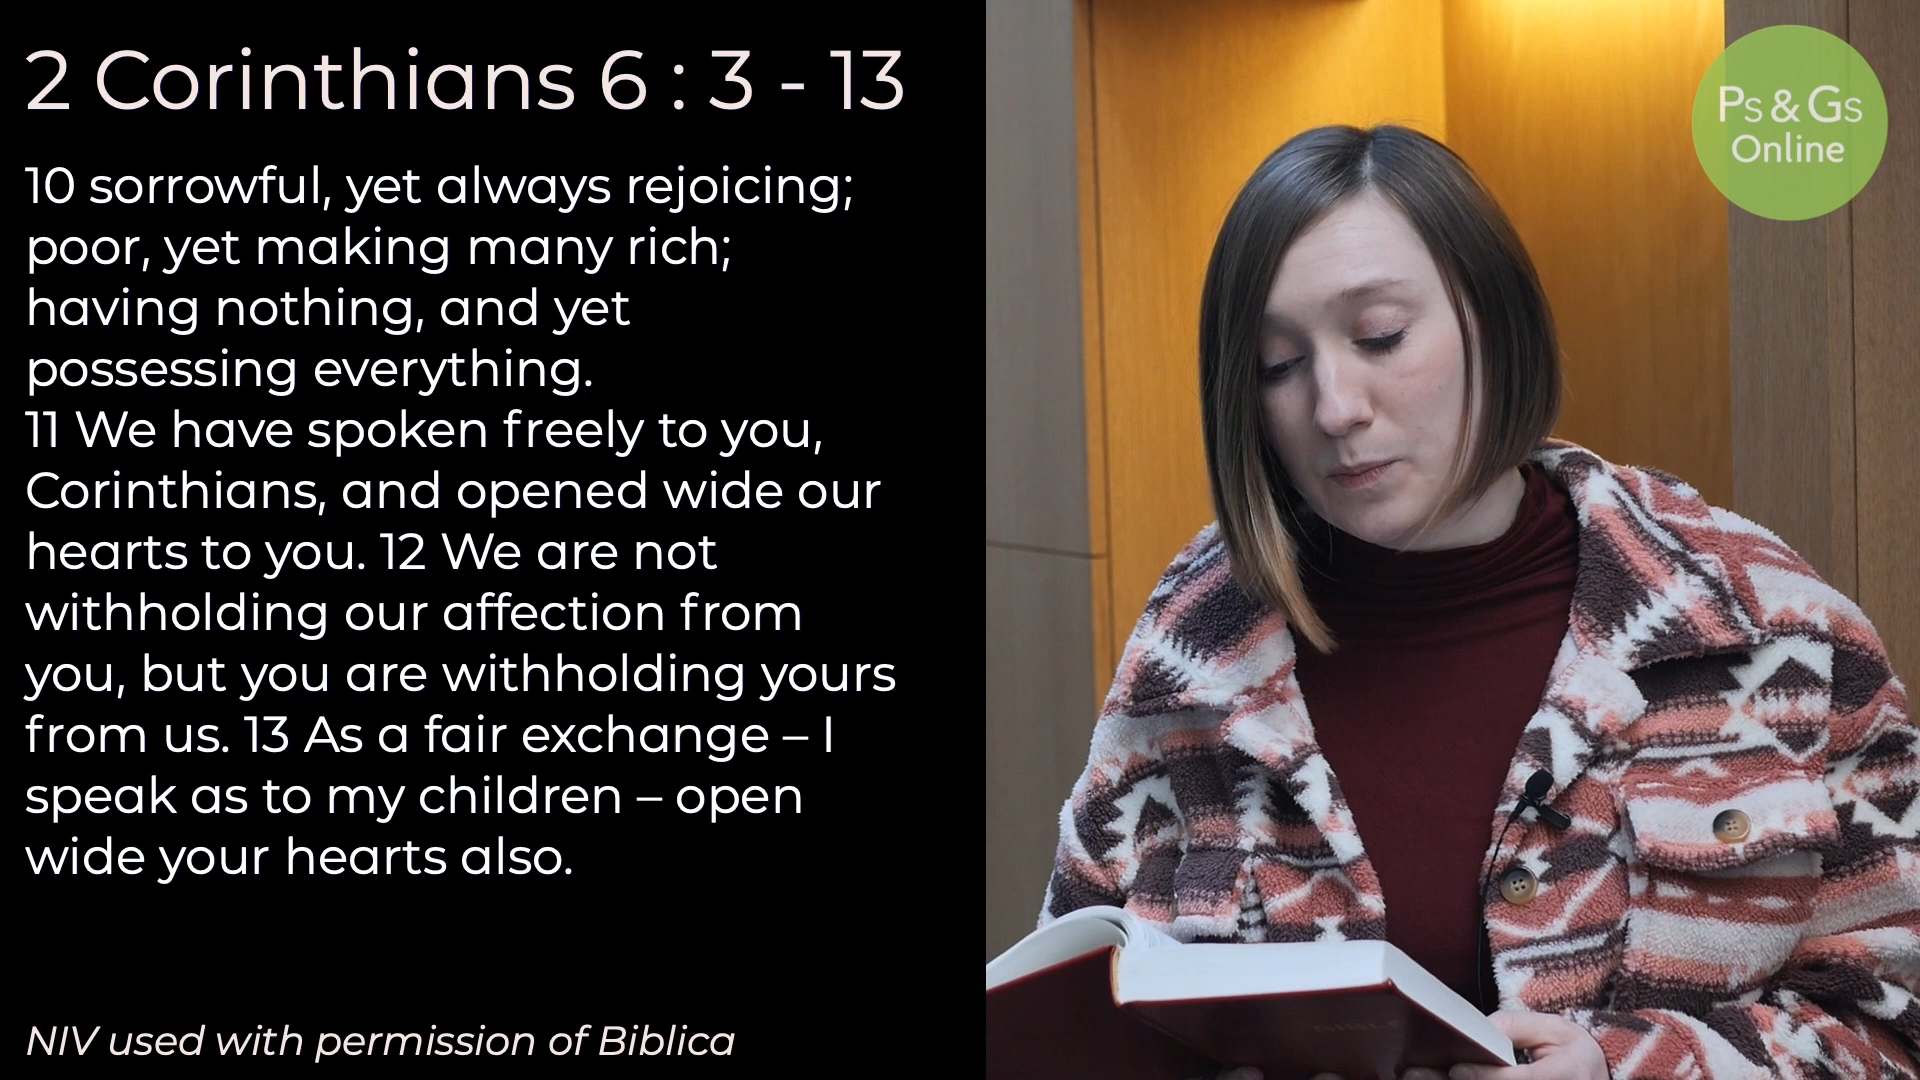 2 Corinthians 6 : 3 - 13
10 sorrowful, yet always rejoicing;
poor, yet making many rich;
having nothing, and yet
possessing everything.
11 We have spoken freely to you,
Corinthians, and opened wide our
hearts to you. 12 We are not
withholding our affection from
you, but you are withholding yours
from us. 13 As a fair exchange – I
speak as to my children – open
wide your hearts also.
NIV used with permission of Biblica
Ps & Gs
Online